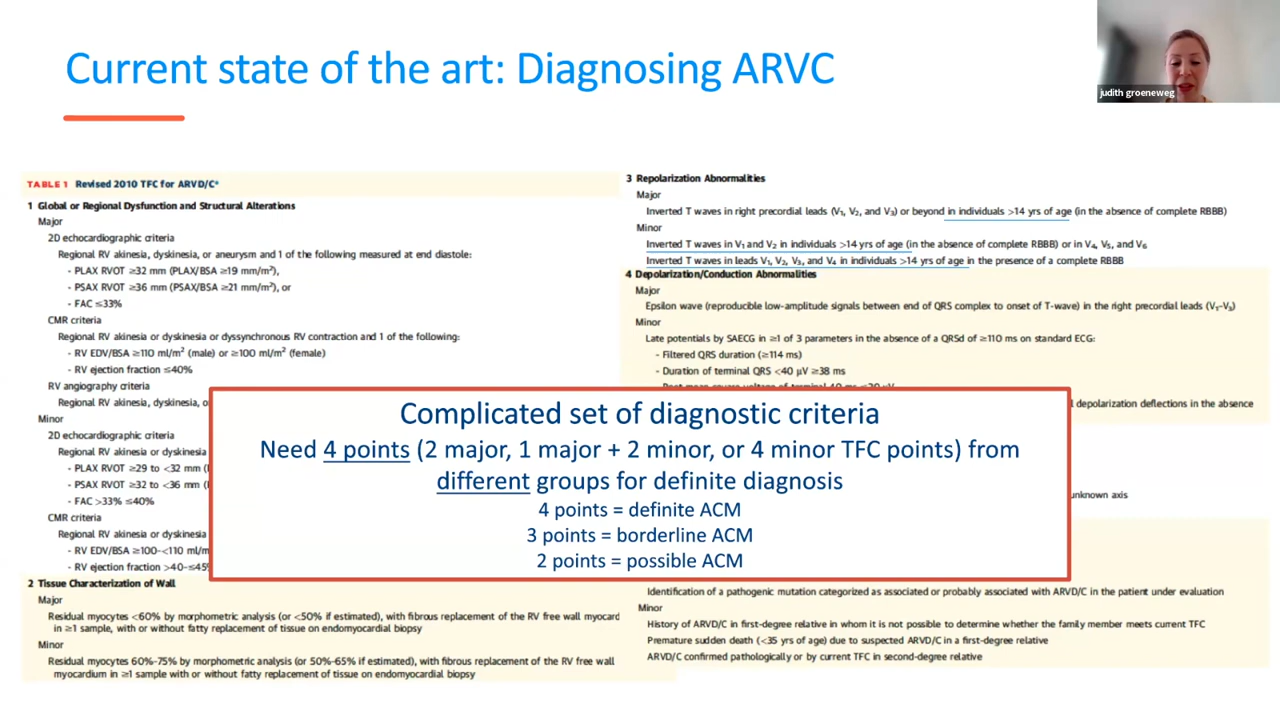 Current state of the art: Diagnosing ARVC
judith groeneweg
TABLE 1 Revised 2010 TFC for ARVD/C*
1 Global or Regional Dysfunction and Structural Alterations
Major
2D echocardiographic criteria
Regional RV akinesia, dyskinesia, or aneurysm and 1 of the following measured at end diastole:
- PLAX RVOT ≥32 mm (PLAX/BSA ≥19 mm/m²),
- PSAX RVOT ≥36 mm (PSAX/BSA ≥21 mm/m²), or
- FAC ≤33%
CMR criteria
Regional RV akinesia or dyskinesia or dyssynchronous RV contraction and 1 of the following:
- RV EDV/BSA ≥110 ml/m² (male) or ≥100 ml/m² (female)
- RV ejection fraction ≤40%
RV angiography criteria
Regional RV akinesia, dyskinesia, o
Minor
2D echocardiographic criteria
Regional RV akinesia or dyskinesia
- PLAX RVOT ≥29 to <32 mm (
- PSAX RVOT ≥32 to <36 mm (
- FAC >33% ≤40%
CMR criteria
Regional RV akinesia or dyskinesia
- RV EDV/BSA ≥100-<110 ml/m
- RV ejection fraction >40-≤45%
2 Tissue Characterization of Wall
Major
Residual myocytes <60% by morphometric analysis (or <50% if estimated), with fibrous replacement of the RV free wall myocard
in ≥1 sample, with or without fatty replacement of tissue on endomyocardial biopsy
Minor
Residual myocytes 60%-75% by morphometric analysis (or 50%-65% if estimated), with fibrous replacement of the RV free wall
myocardium in ≥1 sample with or without fatty replacement of tissue on endomyocardial biopsy
3 Repolarization Abnormalities
Major
Inverted T waves in right precordial leads (V₁, V₂, and V₃) or beyond in individuals >14 yrs of age (in the absence of complete RBBB)
Minor
Inverted T waves in V₁ and V₂ in individuals >14 yrs of age (in the absence of complete RBBB) or in V₄, V₅, and V₆
Inverted T waves in leads V₁, V₂, V₃, and V₄ in individuals >14 yrs of age in the presence of a complete RBBB
4 Depolarization/Conduction Abnormalities
Major
Epsilon wave (reproducible low-amplitude signals between end of QRS complex to onset of T-wave) in the right precordial leads (V₁-V₃)
Minor
Late potentials by SAECG in ≥1 of 3 parameters in the absence of a QRSd of ≥110 ms on standard ECG:
- Filtered QRS duration (≥114 ms)
- Duration of terminal QRS <40 µV ≥38 ms
l depolarization deflections in the absence
unknown axis
Identification of a pathogenic mutation categorized as associated or probably associated with ARVD/C in the patient under evaluation
Minor
History of ARVD/C in first-degree relative in whom it is not possible to determine whether the family member meets current TFC
Premature sudden death (<35 yrs of age) due to suspected ARVD/C in a first-degree relative
ARVD/C confirmed pathologically or by current TFC in second-degree relative
Complicated set of diagnostic criteria
Need 4 points (2 major, 1 major + 2 minor, or 4 minor TFC points) from
different groups for definite diagnosis
4 points = definite ACM
3 points = borderline ACM
2 points = possible ACM